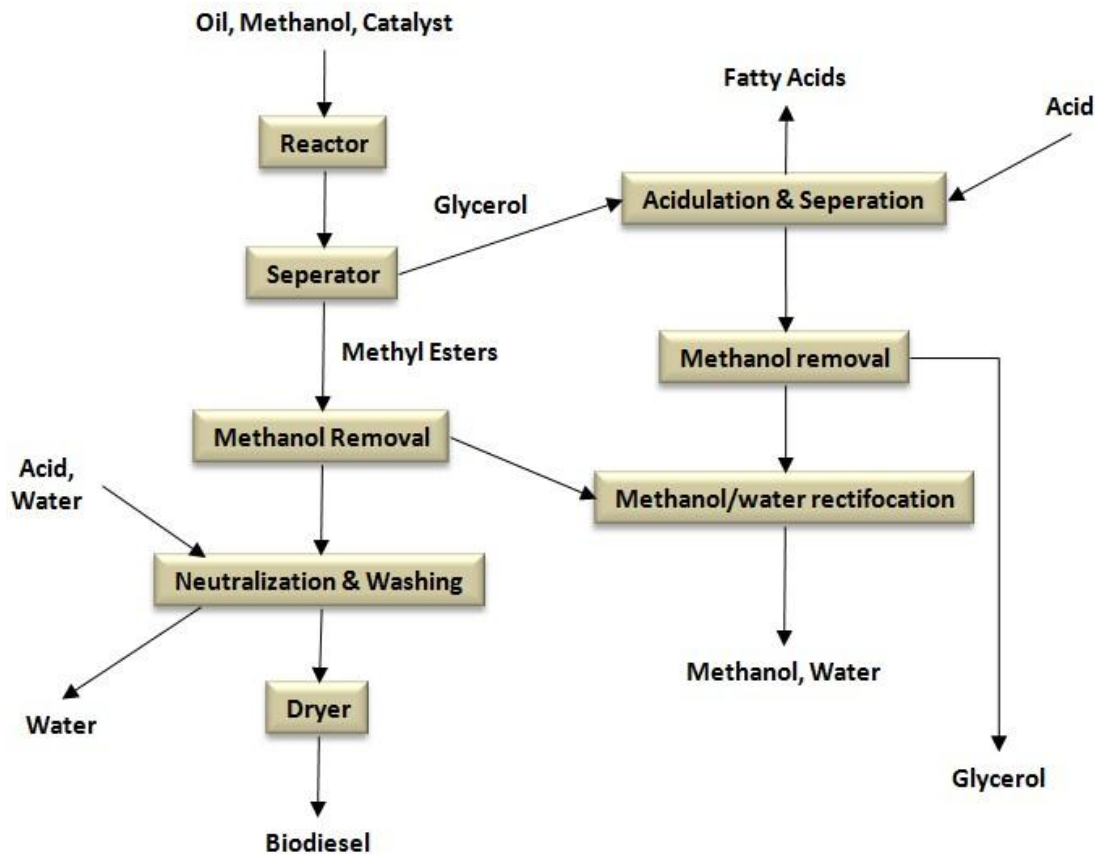 Oil, Methanol, Catalyst
Fatty Acids
Acid
Reactor
Glycerol
Acidulation & Seperation
Seperator
Methyl Esters
Methanol removal
Methanol Removal
Acid,
Water
Methanol/water rectifocation
Neutralization & Washing
Methanol, Water
Water
Dryer
Glycerol
Biodiesel